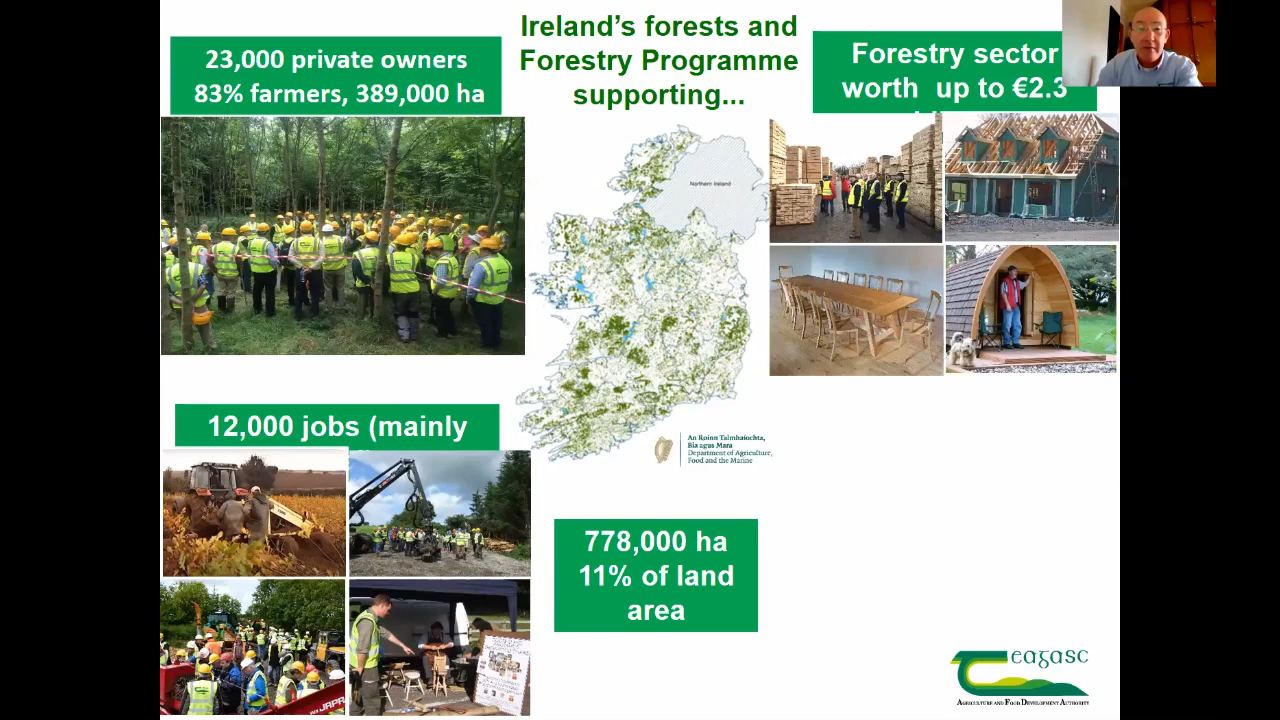 23,000 private owners
83% farmers, 389,000 ha
Ireland's forests and
Forestry Programme
supporting...
Forestry sector
worth up to €2.3
Northern Ireland
An Roinn Talmhaíochta,
Bia agus Mara
Department of Agriculture,
Food and the Marine
12,000 jobs (mainly
778,000 ha
11% of land
area
eagasc
AGRICULTURE AND FOOD DEVELOPMENT AUTHORITY